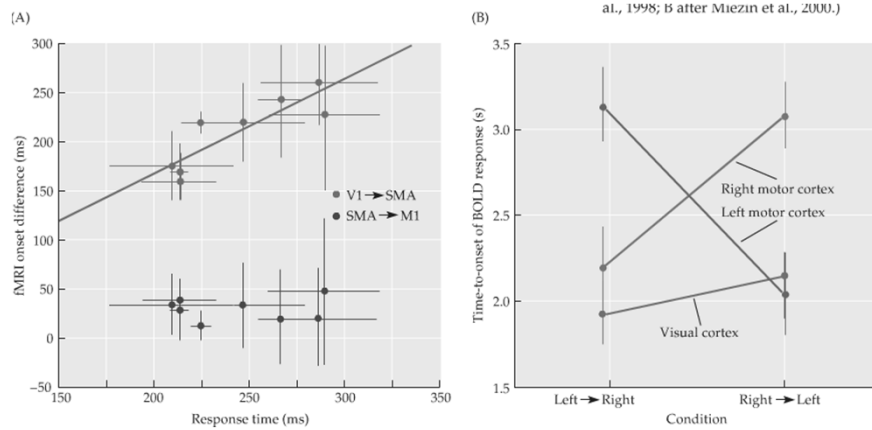 al., 1998; B after Miezin et al., 2000.)
(A)
300
250
200
150
100
50
0
−50
150
200
250
300
350
fMRI onset difference (ms)
Response time (ms)
V1→SMA
SMA→M1
(B)
3.5
3.0
2.5
2.0
1.5
Time-to-onset of BOLD response (s)
Right motor cortex
Left motor cortex
Visual cortex
Left→Right
Right→Left
Condition